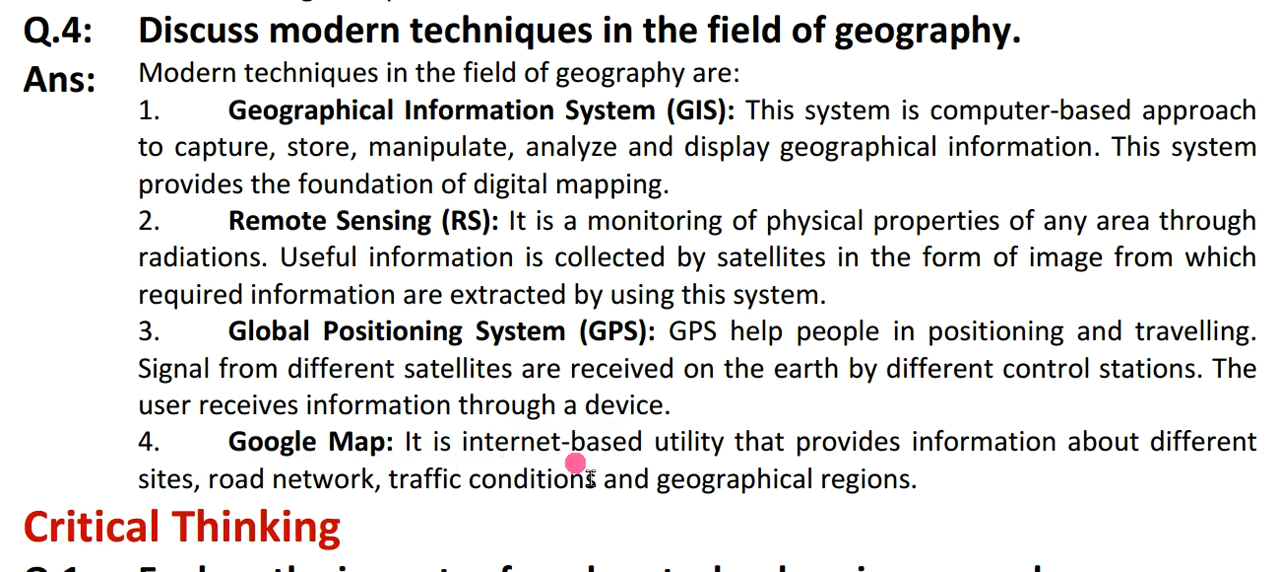 Q.4: Discuss modern techniques in the field of geography.
Ans: Modern techniques in the field of geography are:
1. Geographical Information System (GIS): This system is computer-based approach
to capture, store, manipulate, analyze and display geographical information. This system
provides the foundation of digital mapping.
2. Remote Sensing (RS): It is a monitoring of physical properties of any area through
radiations. Useful information is collected by satellites in the form of image from which
required information are extracted by using this system.
3. Global Positioning System (GPS): GPS help people in positioning and travelling.
Signal from different satellites are received on the earth by different control stations. The
user receives information through a device.
4. Google Map: It is internet-based utility that provides information about different
sites, road network, traffic conditions and geographical regions.
Critical Thinking